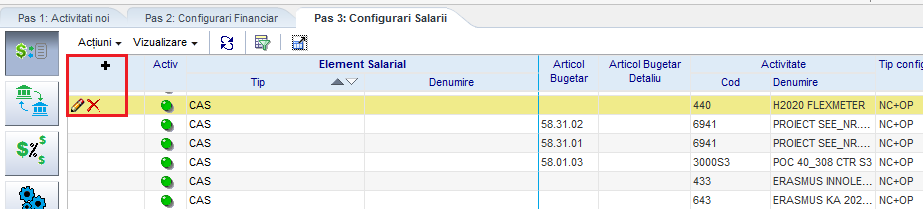 Pas 1: Activitati noi Pas 2: Configurari Financiar Pas 3: Configurari Salarii
Acțiuni Vizualizare
Activ Element Salarial Articol Bugetar Articol Bugetar Detaliu Activitate Tip config
Tip Denumire Cod Denumire
CAS 440 H2020 FLEXMETER NC+OP
CAS 58.31.02 6941 PROIECT SEE_NR. NC+OP
CAS 58.31.01 6941 PROIECT SEE_NR. NC+OP
CAS 58.01.03 3000S3 POC 40_308 CTR S3 NC+OP
CAS 433 ERASMUS INNOLE... NC+OP
CAS 643 ERASMUS KA 202... NC+OP